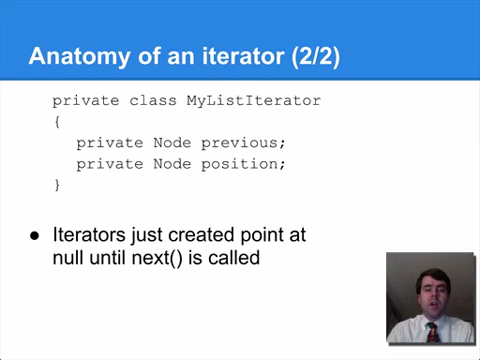 Anatomy of an iterator (2/2)
private class MyListIterator
{
private Node previous;
private Node position;
}
● Iterators just created point at
null until next() is called